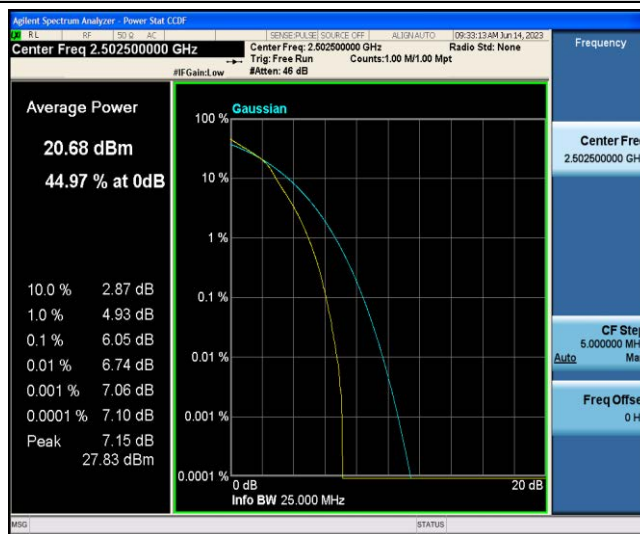 Agilent Spectrum Analyzer - Power Stat CCDF
RL RF 50 Ω AC SENSE:PULSE SOURCE OFF ALIGNAUTO 09:33:13 AM Jun 14, 2023
Center Freq 2.502500000 GHz
Center Freq: 2.502500000 GHz Radio Std: None
Trig: Free Run Counts:1.00 M/1.00 Mpt
#IFGain:Low #Atten: 46 dB
Frequency
Average Power
20.68 dBm
44.97 % at 0dB
10.0 % 2.87 dB
1.0 % 4.93 dB
0.1 % 6.05 dB
0.01 % 6.74 dB
0.001 % 7.06 dB
0.0001 % 7.10 dB
Peak 7.15 dB
27.83 dBm
Gaussian
100 %
10 %
1 %
0.1 %
0.01 %
0.001 %
0.0001 %
0 dB 20 dB
Info BW 25.000 MHz
Center Fre
2.502500000 GH
CF Ste
5.000000 MH
Auto Ma
Freq Offse
0 H
MSG STATUS